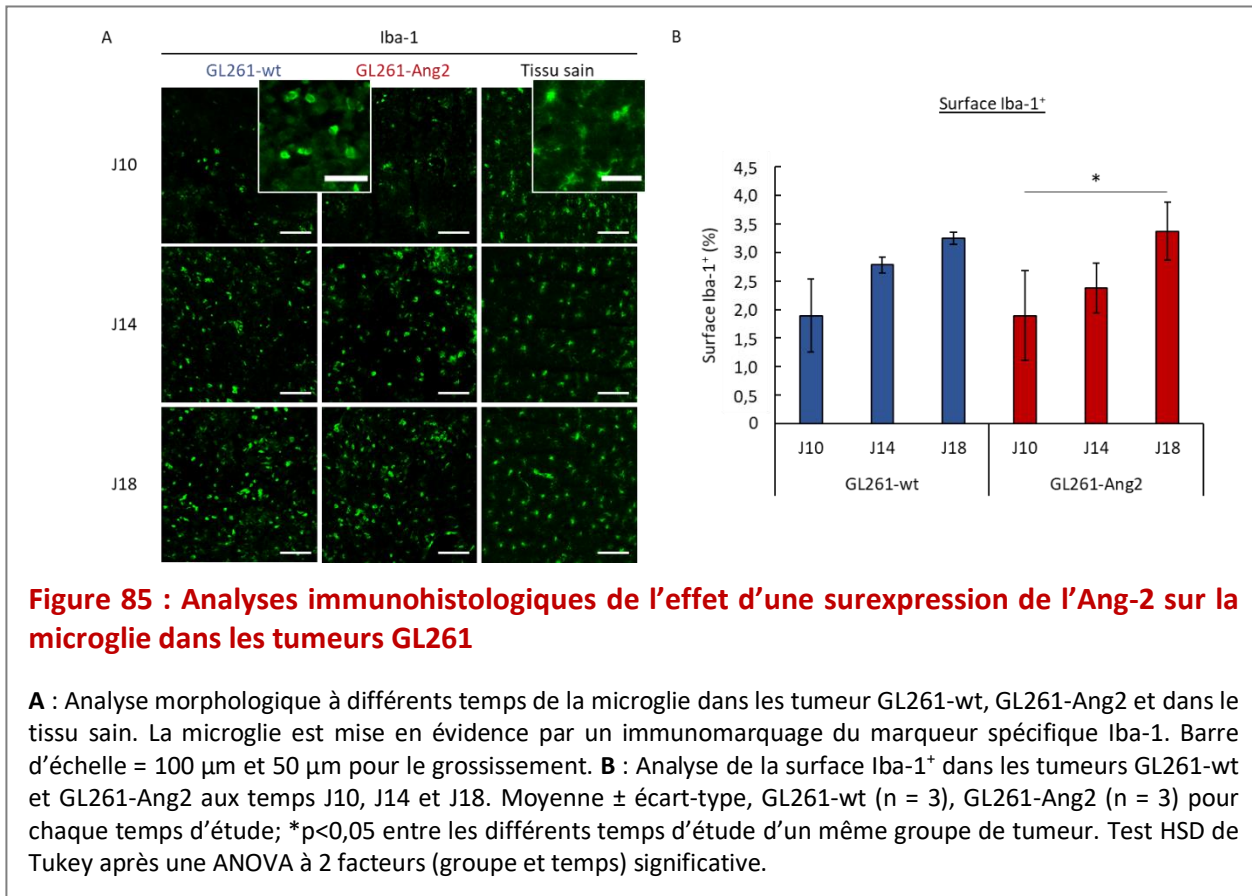 A
Iba-1
GL261-wt GL261-Ang2 Tissu sain
J10
J14
J18
B
Surface Iba-1⁺
Surface Iba-1⁺ (%)
4,5
4,0
3,5
3,0
2,5
2,0
1,5
1,0
0,5
0
*
J10 J14 J18 J10 J14 J18
GL261-wt GL261-Ang2
Figure 85 : Analyses immunohistologiques de l’effet d’une surexpression de l’Ang-2 sur la
microglie dans les tumeurs GL261
A : Analyse morphologique à différents temps de la microglie dans les tumeur GL261-wt, GL261-Ang2 et dans le
tissu sain. La microglie est mise en évidence par un immunomarquage du marqueur spécifique Iba-1. Barre
d’échelle = 100 µm et 50 µm pour le grossissement. B : Analyse de la surface Iba-1⁺ dans les tumeurs GL261-wt
et GL261-Ang2 aux temps J10, J14 et J18. Moyenne ± écart-type, GL261-wt (n = 3), GL261-Ang2 (n = 3) pour
chaque temps d’étude; *p<0,05 entre les différents temps d’étude d’un même groupe de tumeur. Test HSD de
Tukey après une ANOVA à 2 facteurs (groupe et temps) significative.